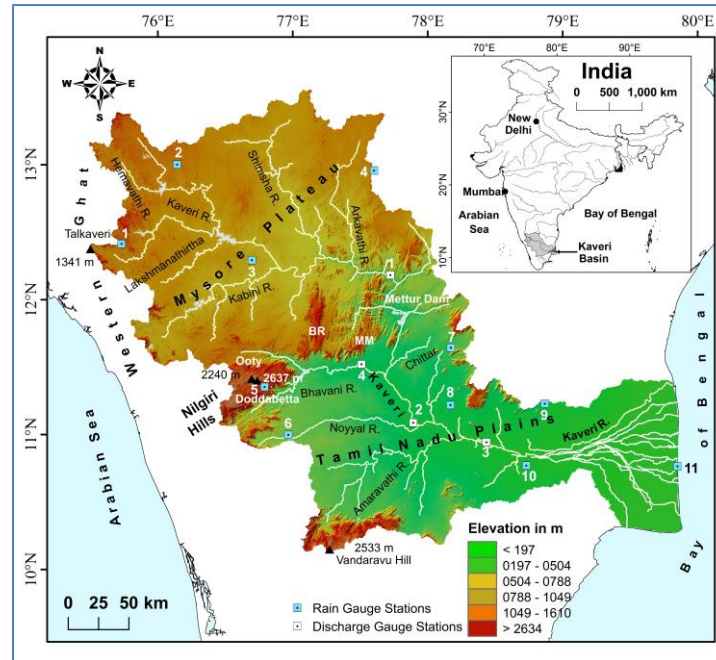 76°E
77°E
78°E
79°E
80°E
N
W
E
S
70°E
80°E
90°E
India
0 500 1,000 km
30°N
20°N
10°N
New
Delhi
Mumbai
Arabian
Sea
Bay of Bengal
Kaveri
Basin
13°N
12°N
11°N
10°N
2
4
Hemavathi R.
Shimsha R.
Kaveri R.
Mysore Plateau
Arkavathi R.
Western Ghat
Talkaveri
1
1341 m
Lakshmanathirtha
3
Kabini R.
1
Mettur Dam
BR
MM
7
Chittar
Ooty
2240 m
2637 m
5
Doddabetta
4
Bhavani R.
Kaveri
Nilgiri
Hills
8
9
2
6
Noyyal R.
Tamil Nadu Plains
3
Kaveri R.
10
11
Amaravathi R.
Arabian Sea
Bay of Bengal
2533 m
Vandaravu Hill
Elevation in m
< 197
0197 - 0504
0504 - 0788
0788 - 1049
1049 - 1610
> 2634
0 25 50 km
Rain Gauge Stations
Discharge Gauge Stations